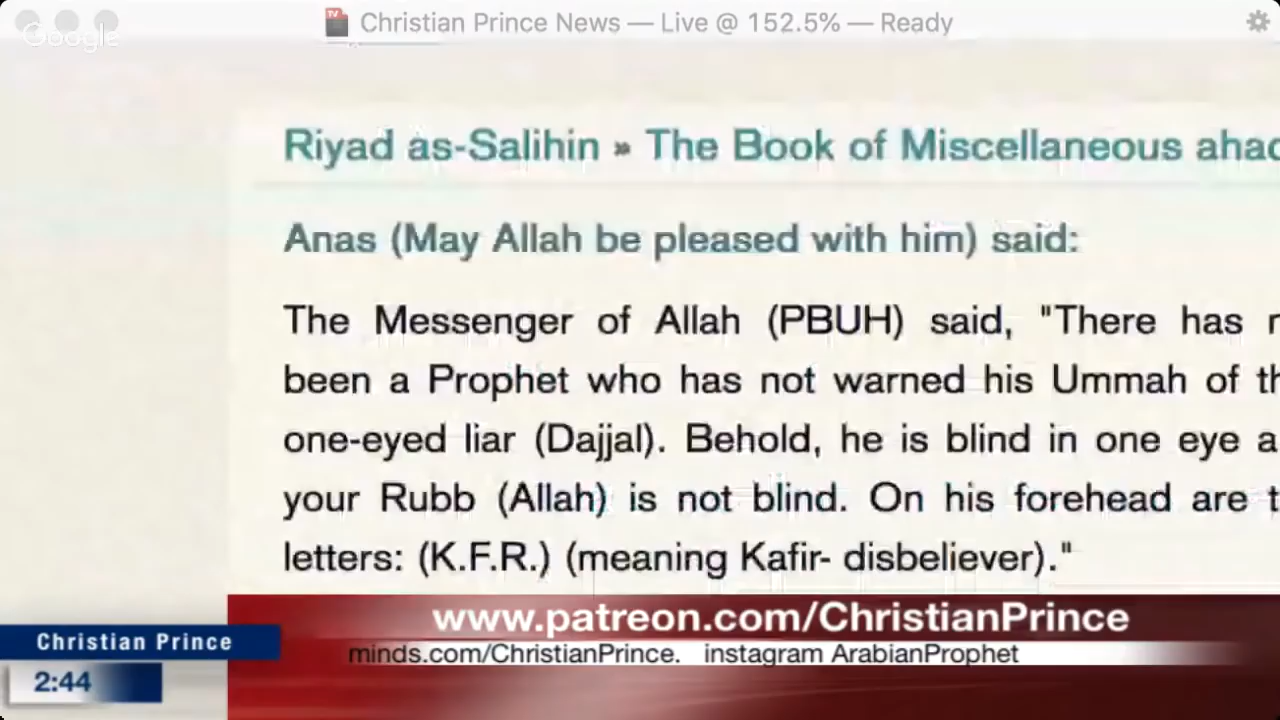 Google
Christian Prince News — Live @ 152.5% — Ready
Riyad as-Salihin » The Book of Miscellaneous
Anas (May Allah be pleased with him) said:
The Messenger of Allah (PBUH) said, "There has
been a Prophet who has not warned his Ummah of
one-eyed liar (Dajjal). Behold, he is blind in one eye
your Rubb (Allah) is not blind. On his forehead are
letters: (K.F.R.) (meaning Kafir- disbeliever)."
www.patreon.com/ChristianPrince
Christian Prince
minds.com/ChristianPrince. instagram ArabianProphet
2:44